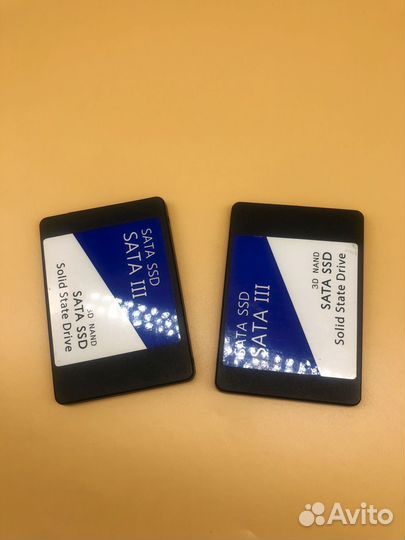 SATA SSD
SATA III
3D NAND
SATA SSD
Solid State Drive
SATA SSD
SATA III
3D NAND
SATA SSD
Solid State Drive
Avito